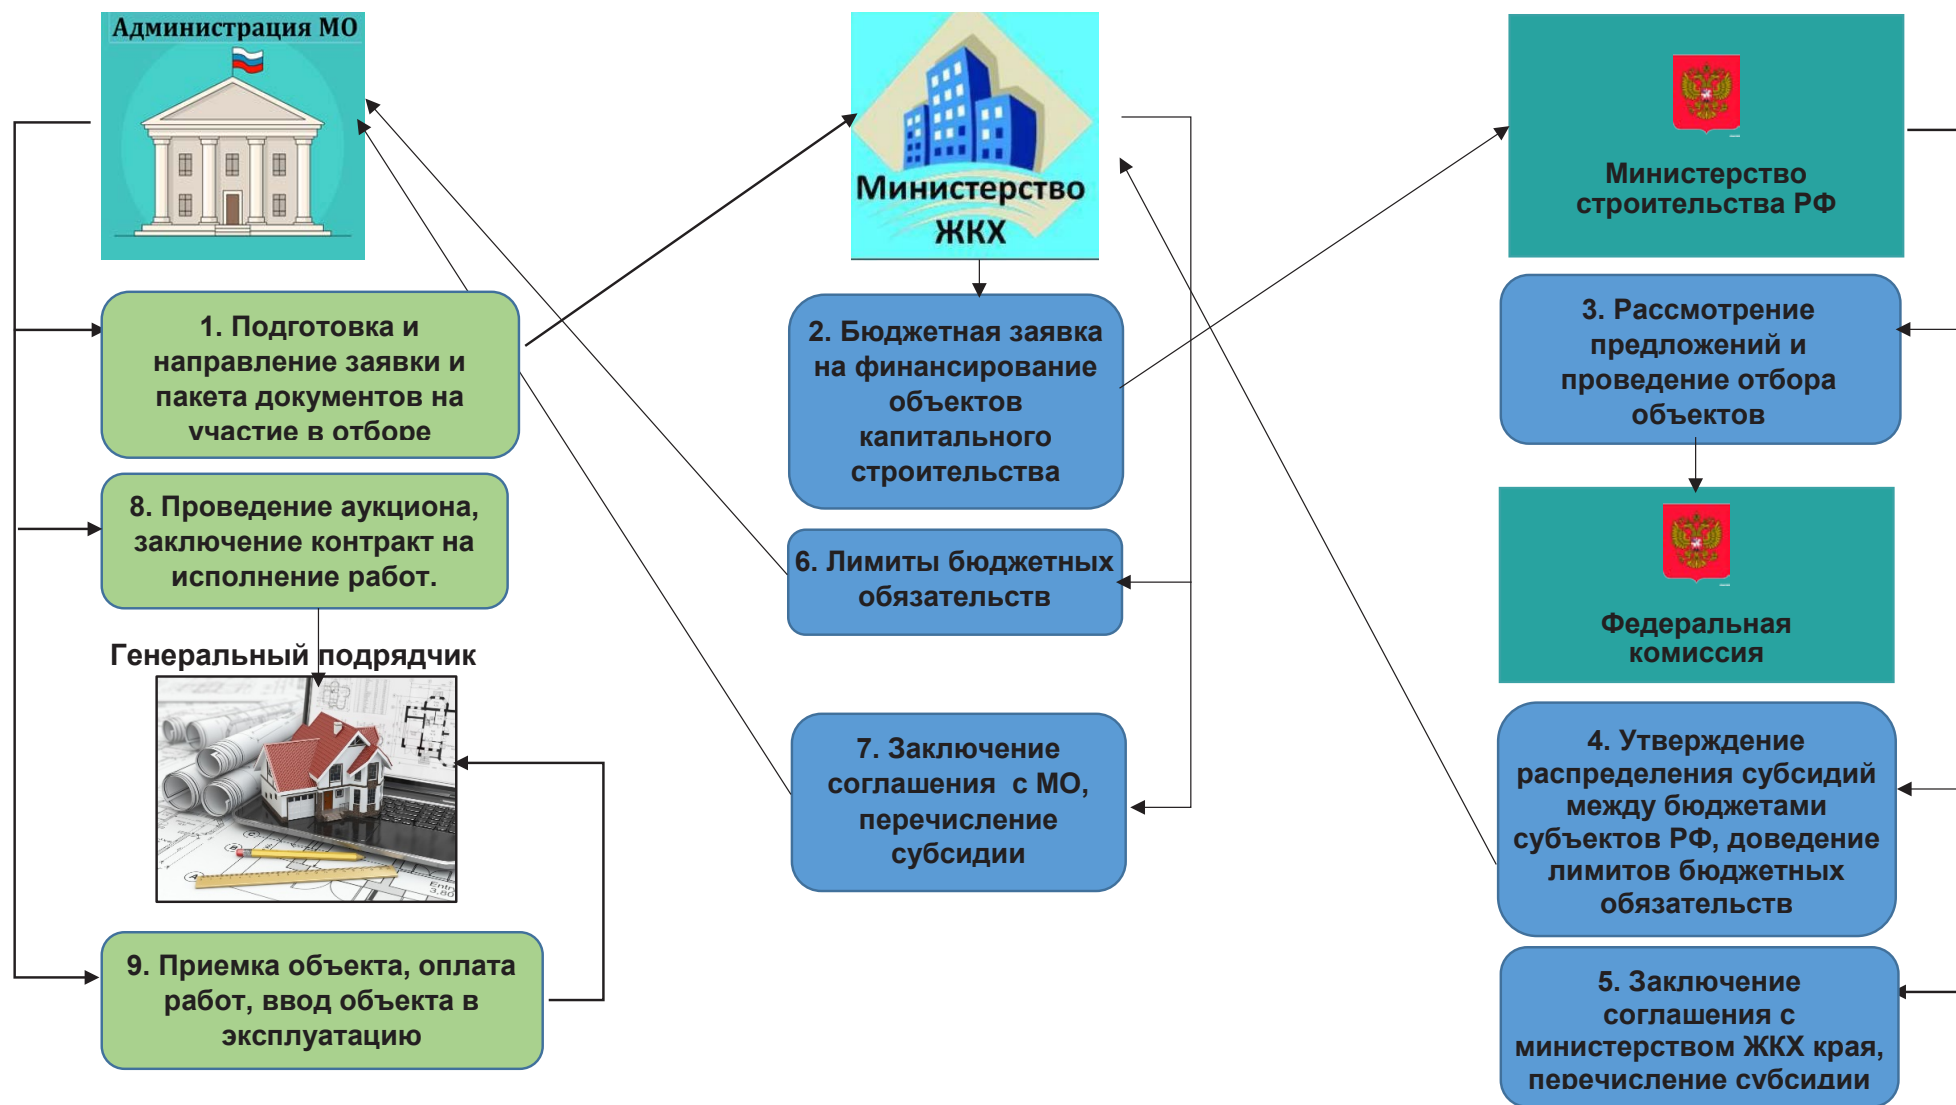 Администрация МО
1. Подготовка и
направление заявки и
пакета документов на
участие в отборе
8. Проведение аукциона,
заключение контракт на
исполнение работ.
Генеральный подрядчик
9. Приемка объекта, оплата
работ, ввод объекта в
эксплуатацию
Министерство
ЖКХ
2. Бюджетная заявка
на финансирование
объектов
капитального
строительства
6. Лимиты бюджетных
обязательств
7. Заключение
соглашения с МО,
перечисление
субсидии
Министерство
строительства РФ
3. Рассмотрение
предложений и
проведение отбора
объектов
Федеральная
комиссия
4. Утверждение
распределения субсидий
между бюджетами
субъектов РФ, доведение
лимитов бюджетных
обязательств
5. Заключение
соглашения с
министерством ЖКХ края,
перечисление субсидии